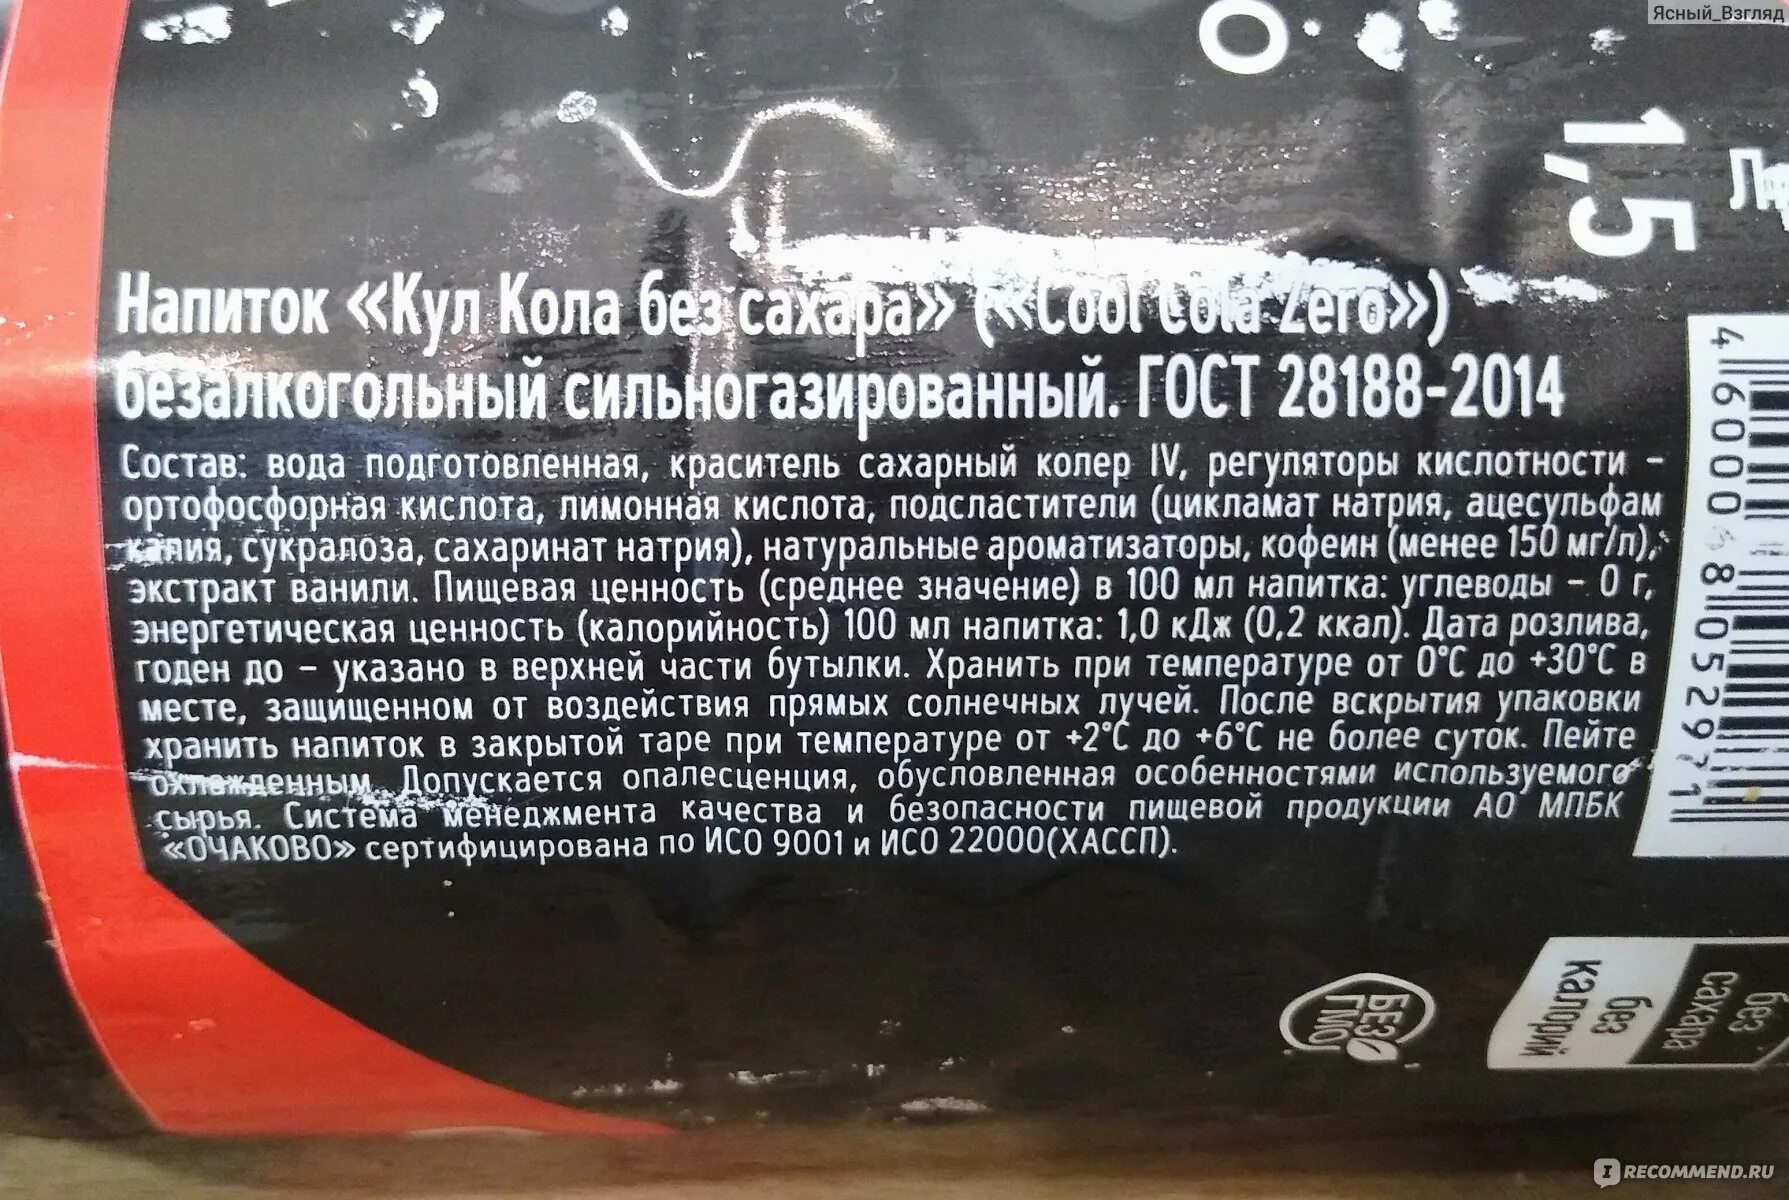 Ясный_Взгляд
1,5 л
Напиток «Кул Кола без сахара» («Cool Cola Zero»)
безалкогольный сильногазированный. ГОСТ 28188-2014
Состав: вода подготовленная, краситель сахарный колер IV, регуляторы кислотности –
ортофосфорная кислота, лимонная кислота, подсластители (цикламат натрия, ацесульфам
калия, сукралоза, сахаринат натрия), натуральные ароматизаторы, кофеин (менее 150 мг/л),
экстракт ванили. Пищевая ценность (среднее значение) в 100 мл напитка: углеводы – 0 г,
энергетическая ценность (калорийность) 100 мл напитка: 1,0 кДж (0,2 ккал). Дата розлива,
годен до – указано в верхней части бутылки. Хранить при температуре от 0°С до +30°С в
месте, защищенном от воздействия прямых солнечных лучей. После вскрытия упаковки
хранить напиток в закрытой таре при температуре от +2°С до +6°С не более суток. Пейте
охлажденным. Допускается опалесценция, обусловленная особенностями используемого
сырья. Система менеджмента качества и безопасности пищевой продукции АО МПБК
«ОЧАКОВО» сертифицирована по ИСО 9001 и ИСО 22000(ХАССП).
4 600068 052971
БЕЗ
ГМО
без
сахара
без
калорий
RECOMMEND.RU